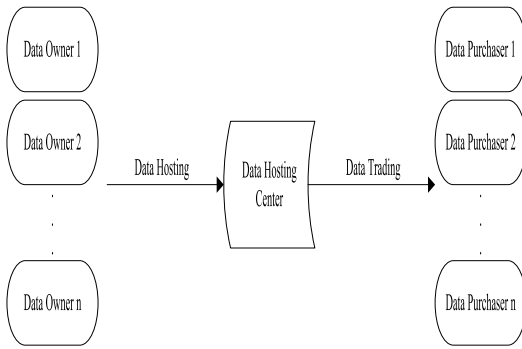 Data Owner 1
Data Purchaser 1
Data Owner 2
Data Purchaser 2
Data Hosting
Data Hosting
Center
Data Trading
Data Owner n
Data Purchaser n